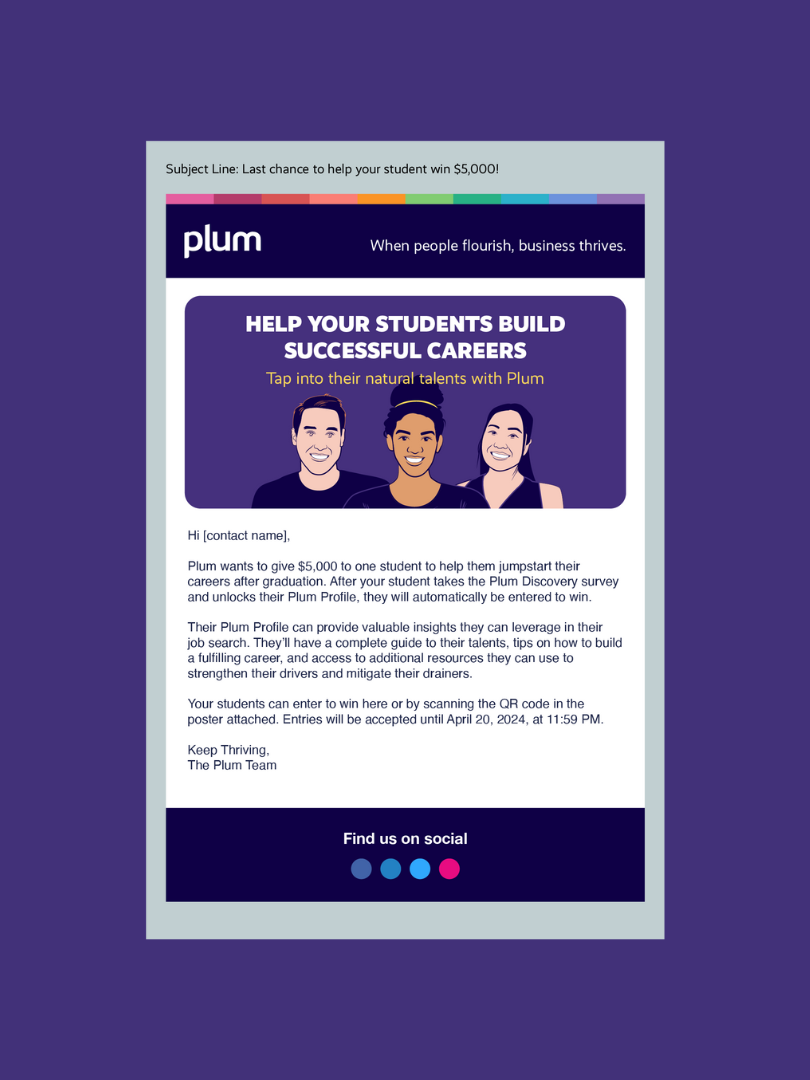 Subject Line: Last chance to help your student win $5,000!
plum
When people flourish, business thrives.
HELP YOUR STUDENTS BUILD
SUCCESSFUL CAREERS
Tap into their natural talents with Plum
Hi [contact name],
Plum wants to give $5,000 to one student to help them jumpstart their
careers after graduation. After your student takes the Plum Discovery survey
and unlocks their Plum Profile, they will automatically be entered to win.
Their Plum Profile can provide valuable insights they can leverage in their
job search. They’ll have a complete guide to their talents, tips on how to build
a fulfilling career, and access to additional resources they can use to
strengthen their drivers and mitigate their drainers.
Your students can enter to win here or by scanning the QR code in the
poster attached. Entries will be accepted until April 20, 2024, at 11:59 PM.
Keep Thriving,
The Plum Team
Find us on social